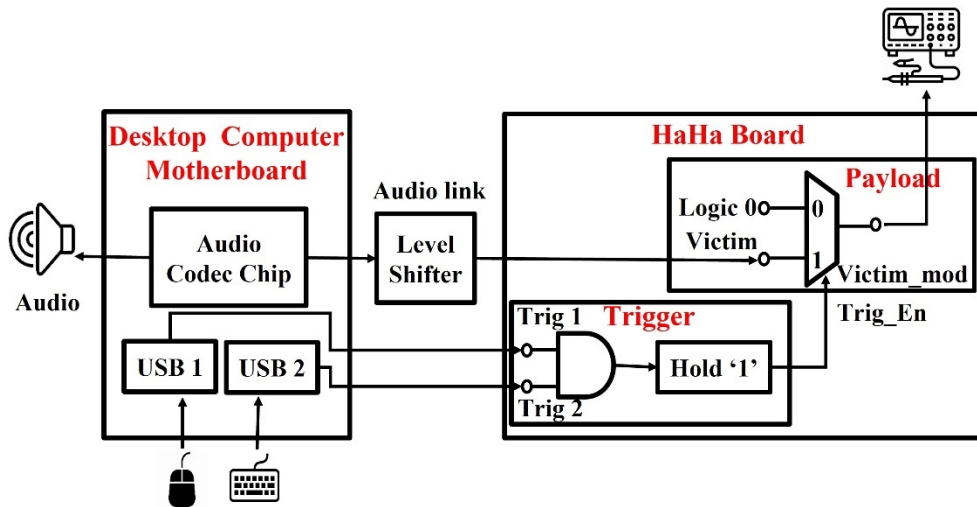 Desktop Computer
Motherboard
HaHa Board
Payload
Audio link
Logic 0
0
Audio
Codec Chip
Level
Shifter
Victim
1
Audio
Victim_mod
Trig_En
Trig 1
Trigger
USB 1
USB 2
Hold ‘1’
Trig 2